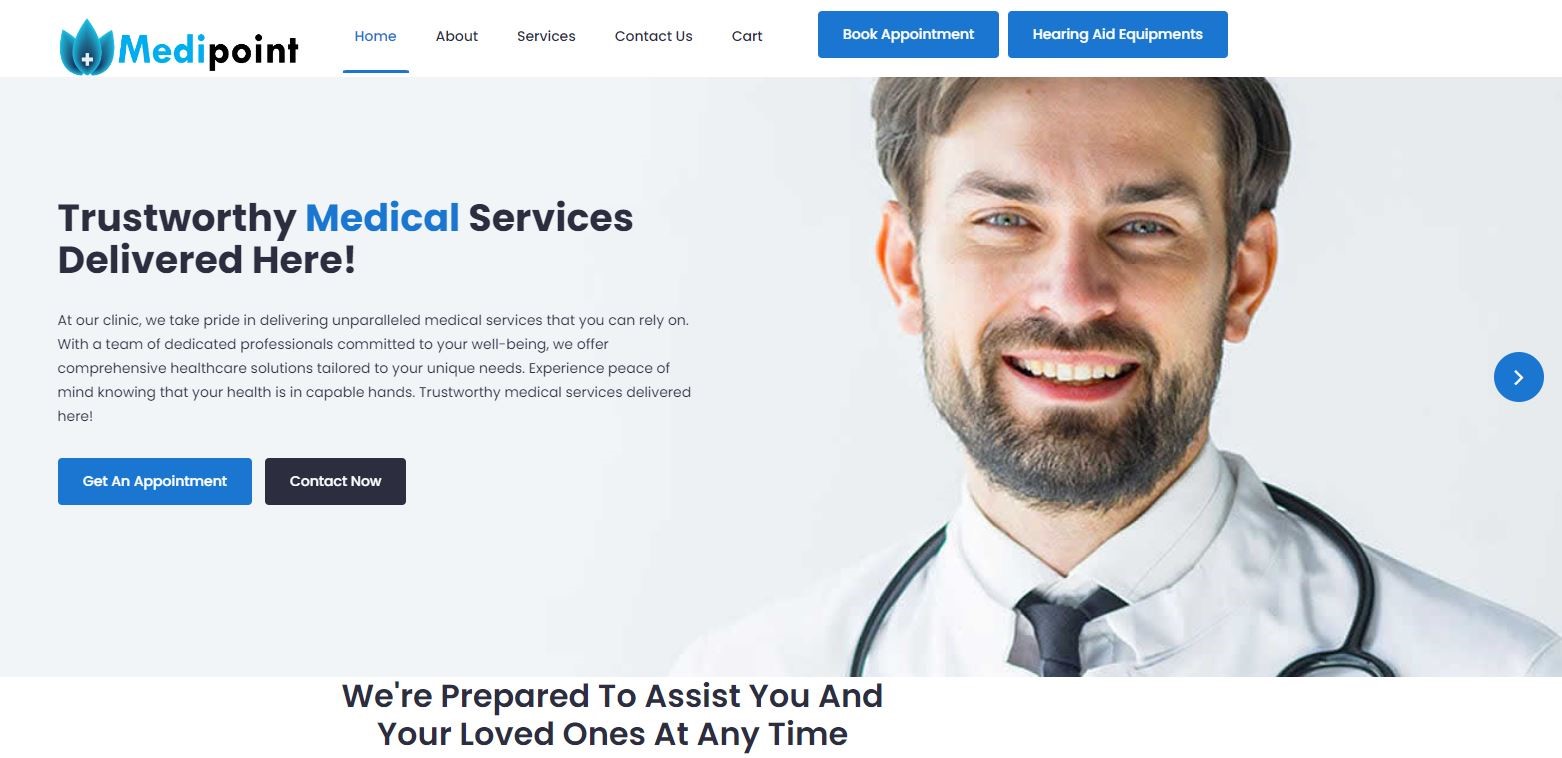 Medipoint
Home About Services Contact Us Cart Book Appointment Hearing Aid Equipments
Trustworthy Medical Services
Delivered Here!
At our clinic, we take pride in delivering unparalleled medical services that you can rely on.
With a team of dedicated professionals committed to your well-being, we offer
comprehensive healthcare solutions tailored to your unique needs. Experience peace of
mind knowing that your health is in capable hands. Trustworthy medical services delivered
here!
Get An Appointment Contact Now
We're Prepared To Assist You And
Your Loved Ones At Any Time